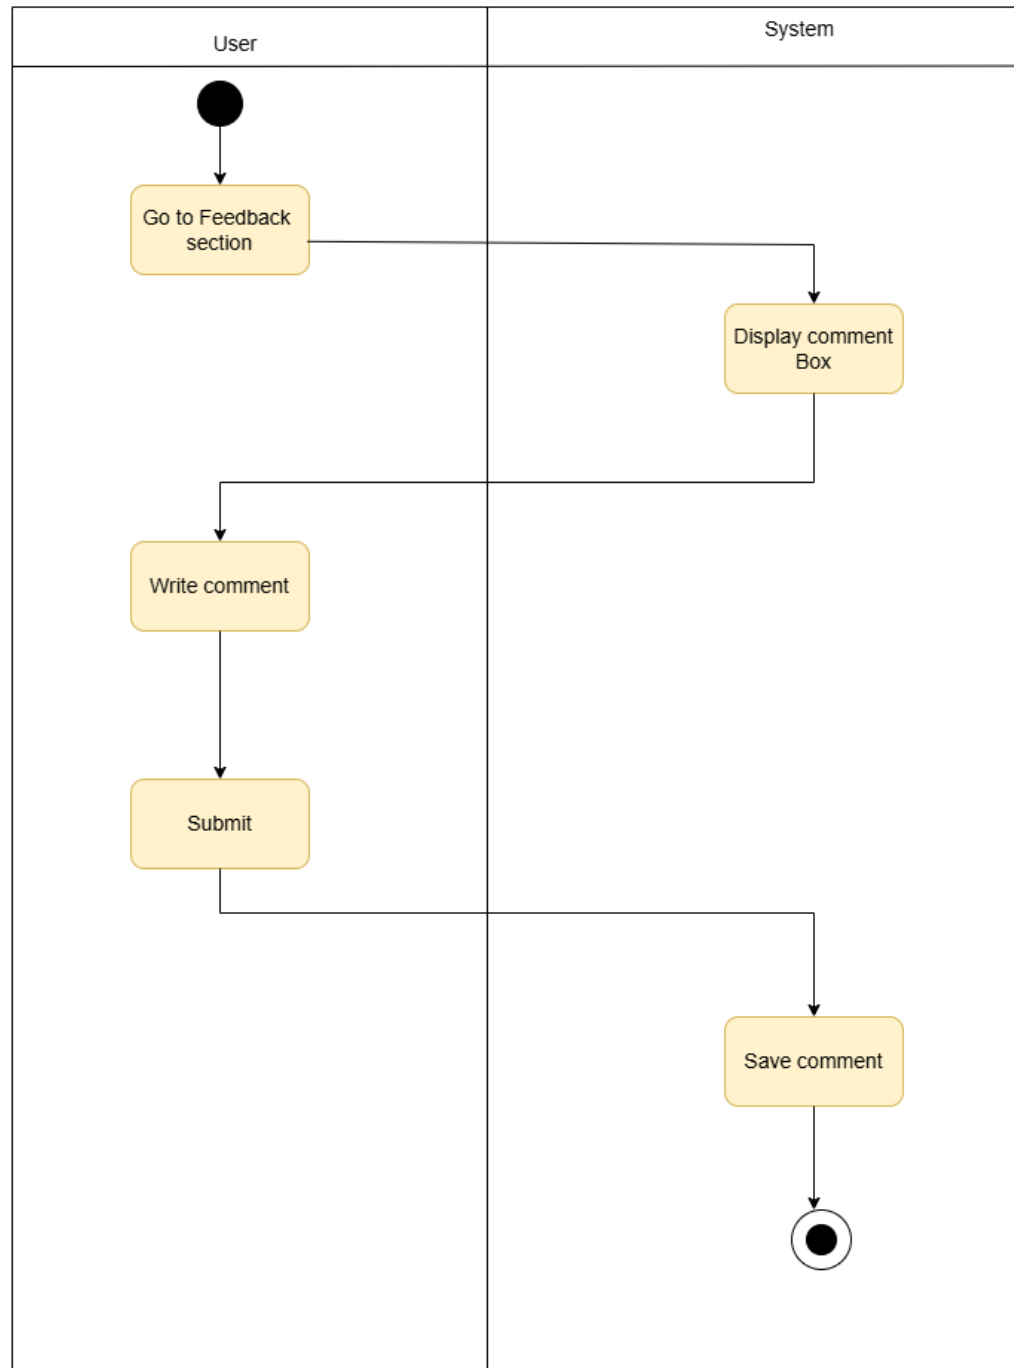 User
System
Go to Feedback
section
Display comment
Box
Write comment
Submit
Save comment